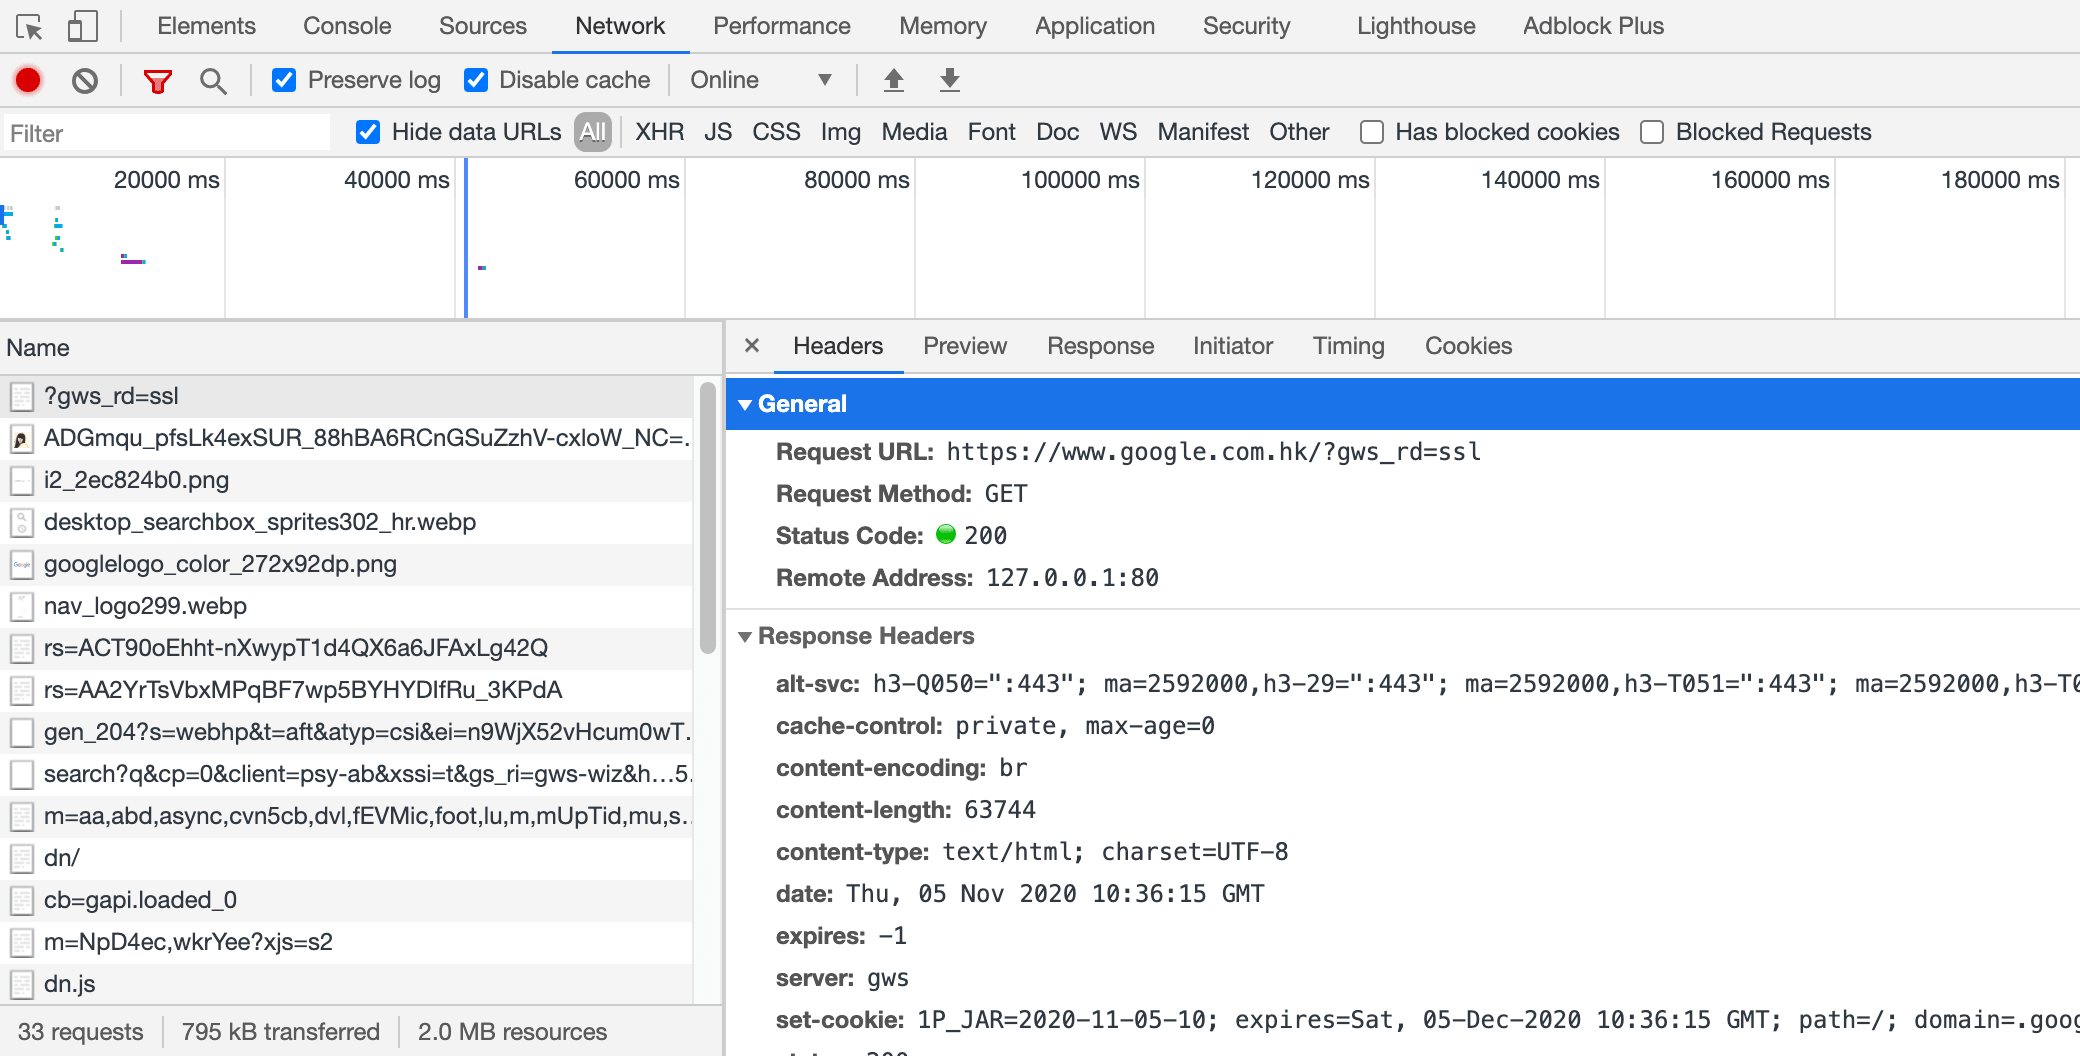 Elements Console Sources Network Performance Memory Application Security Lighthouse Adblock Plus
Preserve log Disable cache Online
Filter Hide data URLs All XHR JS CSS Img Media Font Doc WS Manifest Other Has blocked cookies Blocked Requests
20000 ms 40000 ms 60000 ms 80000 ms 100000 ms 120000 ms 140000 ms 160000 ms 180000 ms
Name
?gws_rd=ssl
ADGmqu_pfsLk4exSUR_88hBA6RCnGSuZzhV-cxloW_NC=.
i2_2ec824b0.png
desktop_searchbox_sprites302_hr.webp
googlelogo_color_272x92dp.png
nav_logo299.webp
rs=ACT90oEhht-nXwypT1d4QX6a6JFAxLg42Q
rs=AA2YrTsVbxMPqBF7wp5BYHYDIfRu_3KPdA
gen_204?s=webhp&t=aft&atyp=csi&ei=n9WjX52vHcum0wT.
search?q&cp=0&client=psy-ab&xssi=t&gs_ri=gws-wiz&h…5.
m=aa,abd,async,cvn5cb,dvl,fEVMic,foot,lu,m,mUpTid,mu,s.
dn/
cb=gapi.loaded_0
m=NpD4ec,wkrYee?xjs=s2
dn.js
33 requests 795 kB transferred 2.0 MB resources
× Headers Preview Response Initiator Timing Cookies
General
Request URL: https://www.google.com.hk/?gws_rd=ssl
Request Method: GET
Status Code: 200
Remote Address: 127.0.0.1:80
Response Headers
alt-svc: h3-Q050=":443"; ma=2592000,h3-29=":443"; ma=2592000,h3-T051=":443"; ma=2592000,h3-T0
cache-control: private, max-age=0
content-encoding: br
content-length: 63744
content-type: text/html; charset=UTF-8
date: Thu, 05 Nov 2020 10:36:15 GMT
expires: -1
server: gws
set-cookie: 1P_JAR=2020-11-05-10; expires=Sat, 05-Dec-2020 10:36:15 GMT; path=/; domain=.goog